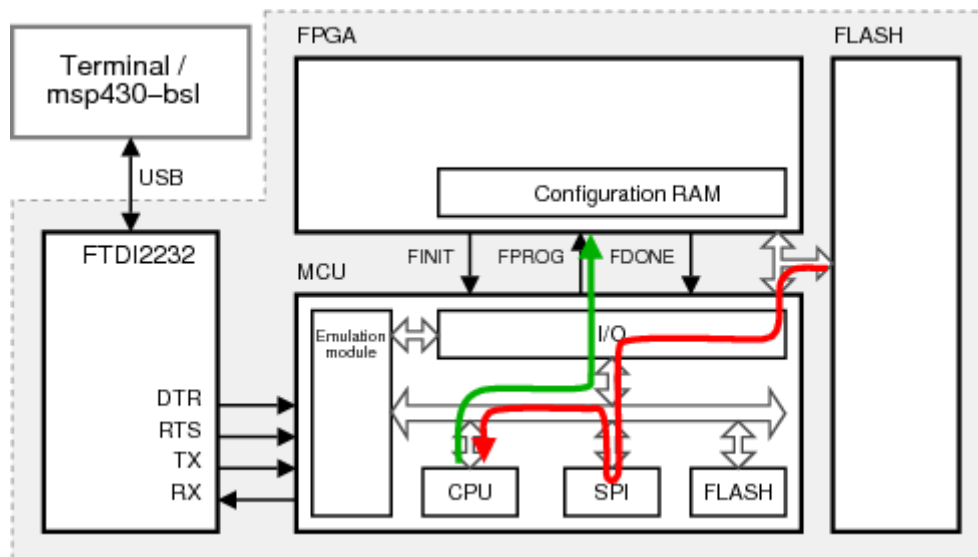 FPGA
FLASH
Terminal /
msp430–bsl
USB
Configuration RAM
FTDI2232
FINIT
FPROG
FDONE
MCU
Emulation
module
I/O
DTR
RTS
TX
RX
CPU
SPI
FLASH